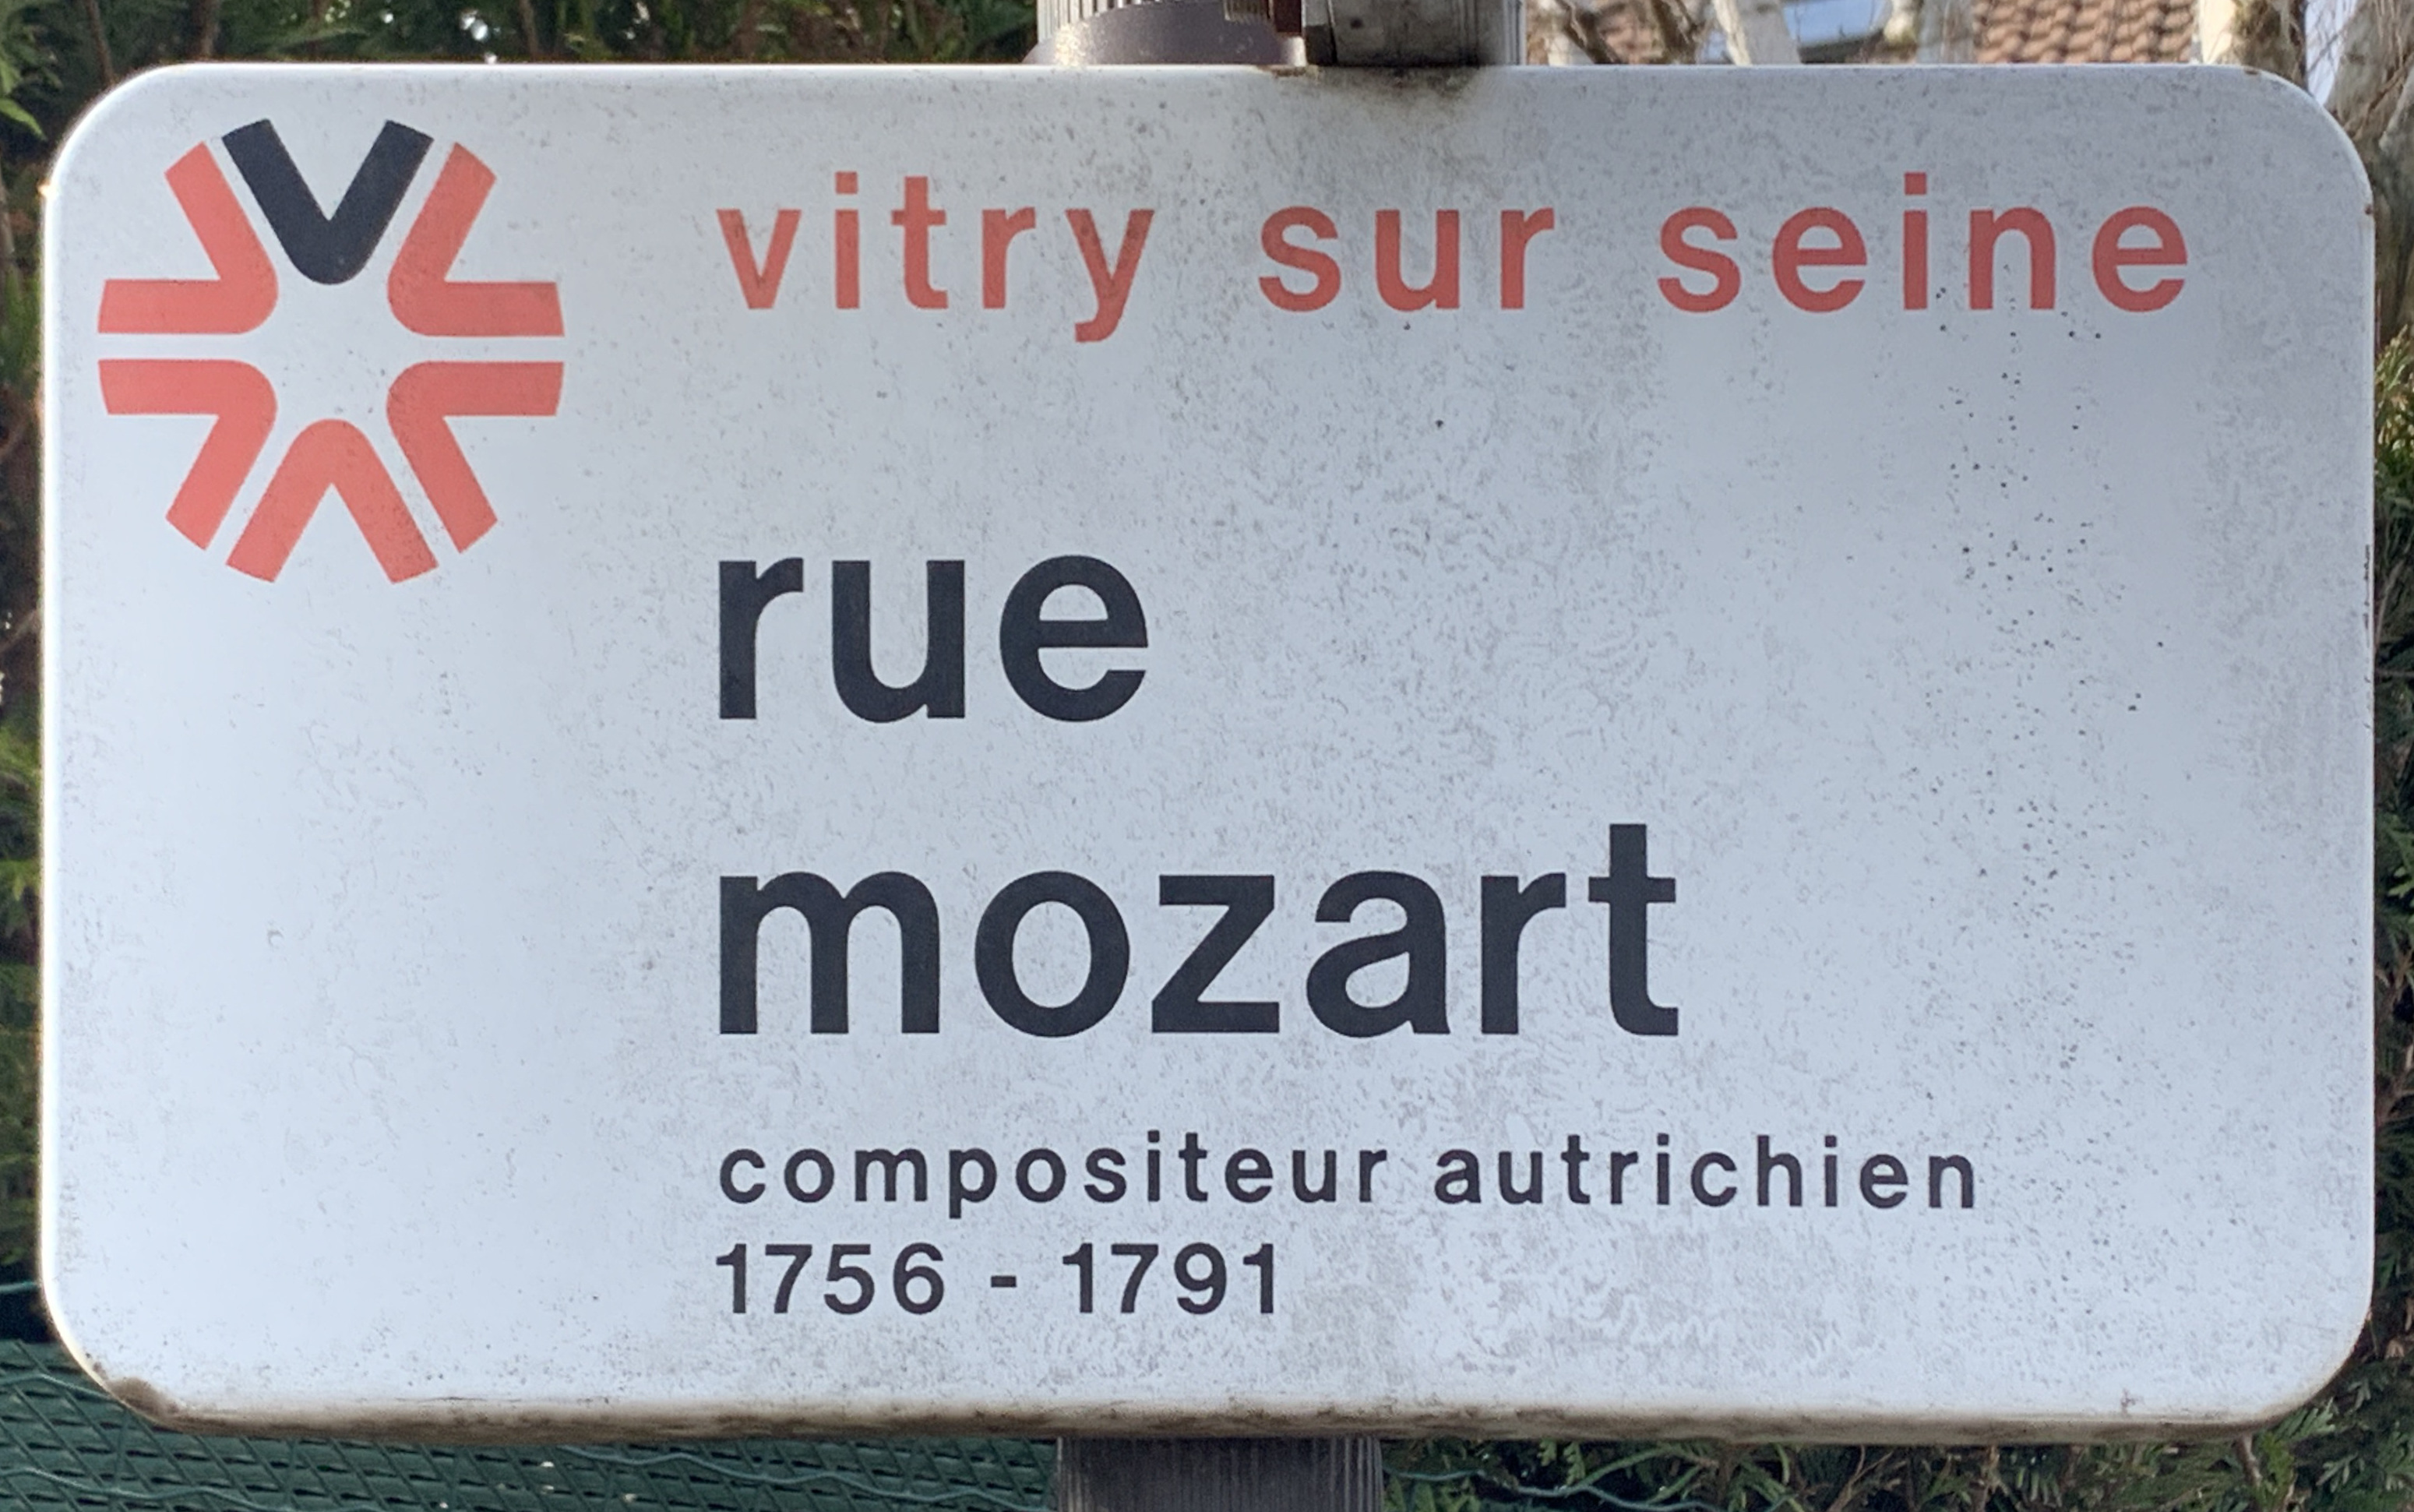 vitry sur seine
rue
mozart
compositeur autrichien
1756 - 1791